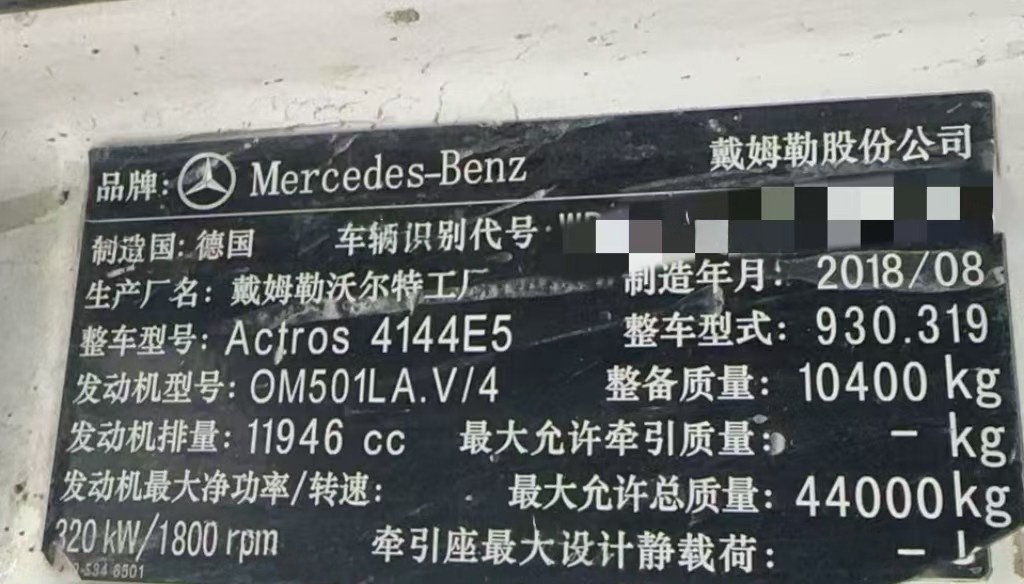 品牌: Mercedes-Benz 戴姆勒股份公司
制造国: 德国 车辆识别代号:
生产厂名: 戴姆勒沃尔特工厂 制造年月: 2018/08
整车型号: Actros 4144E5 整车型式: 930.319
发动机型号: OM501LA.V/4 整备质量: 10400 kg
发动机排量: 11946 cc 最大允许牵引质量: - kg
发动机最大净功率/转速: 最大允许总质量: 44000kg
320 kW/1800 rpm 牵引座最大设计静载荷: -